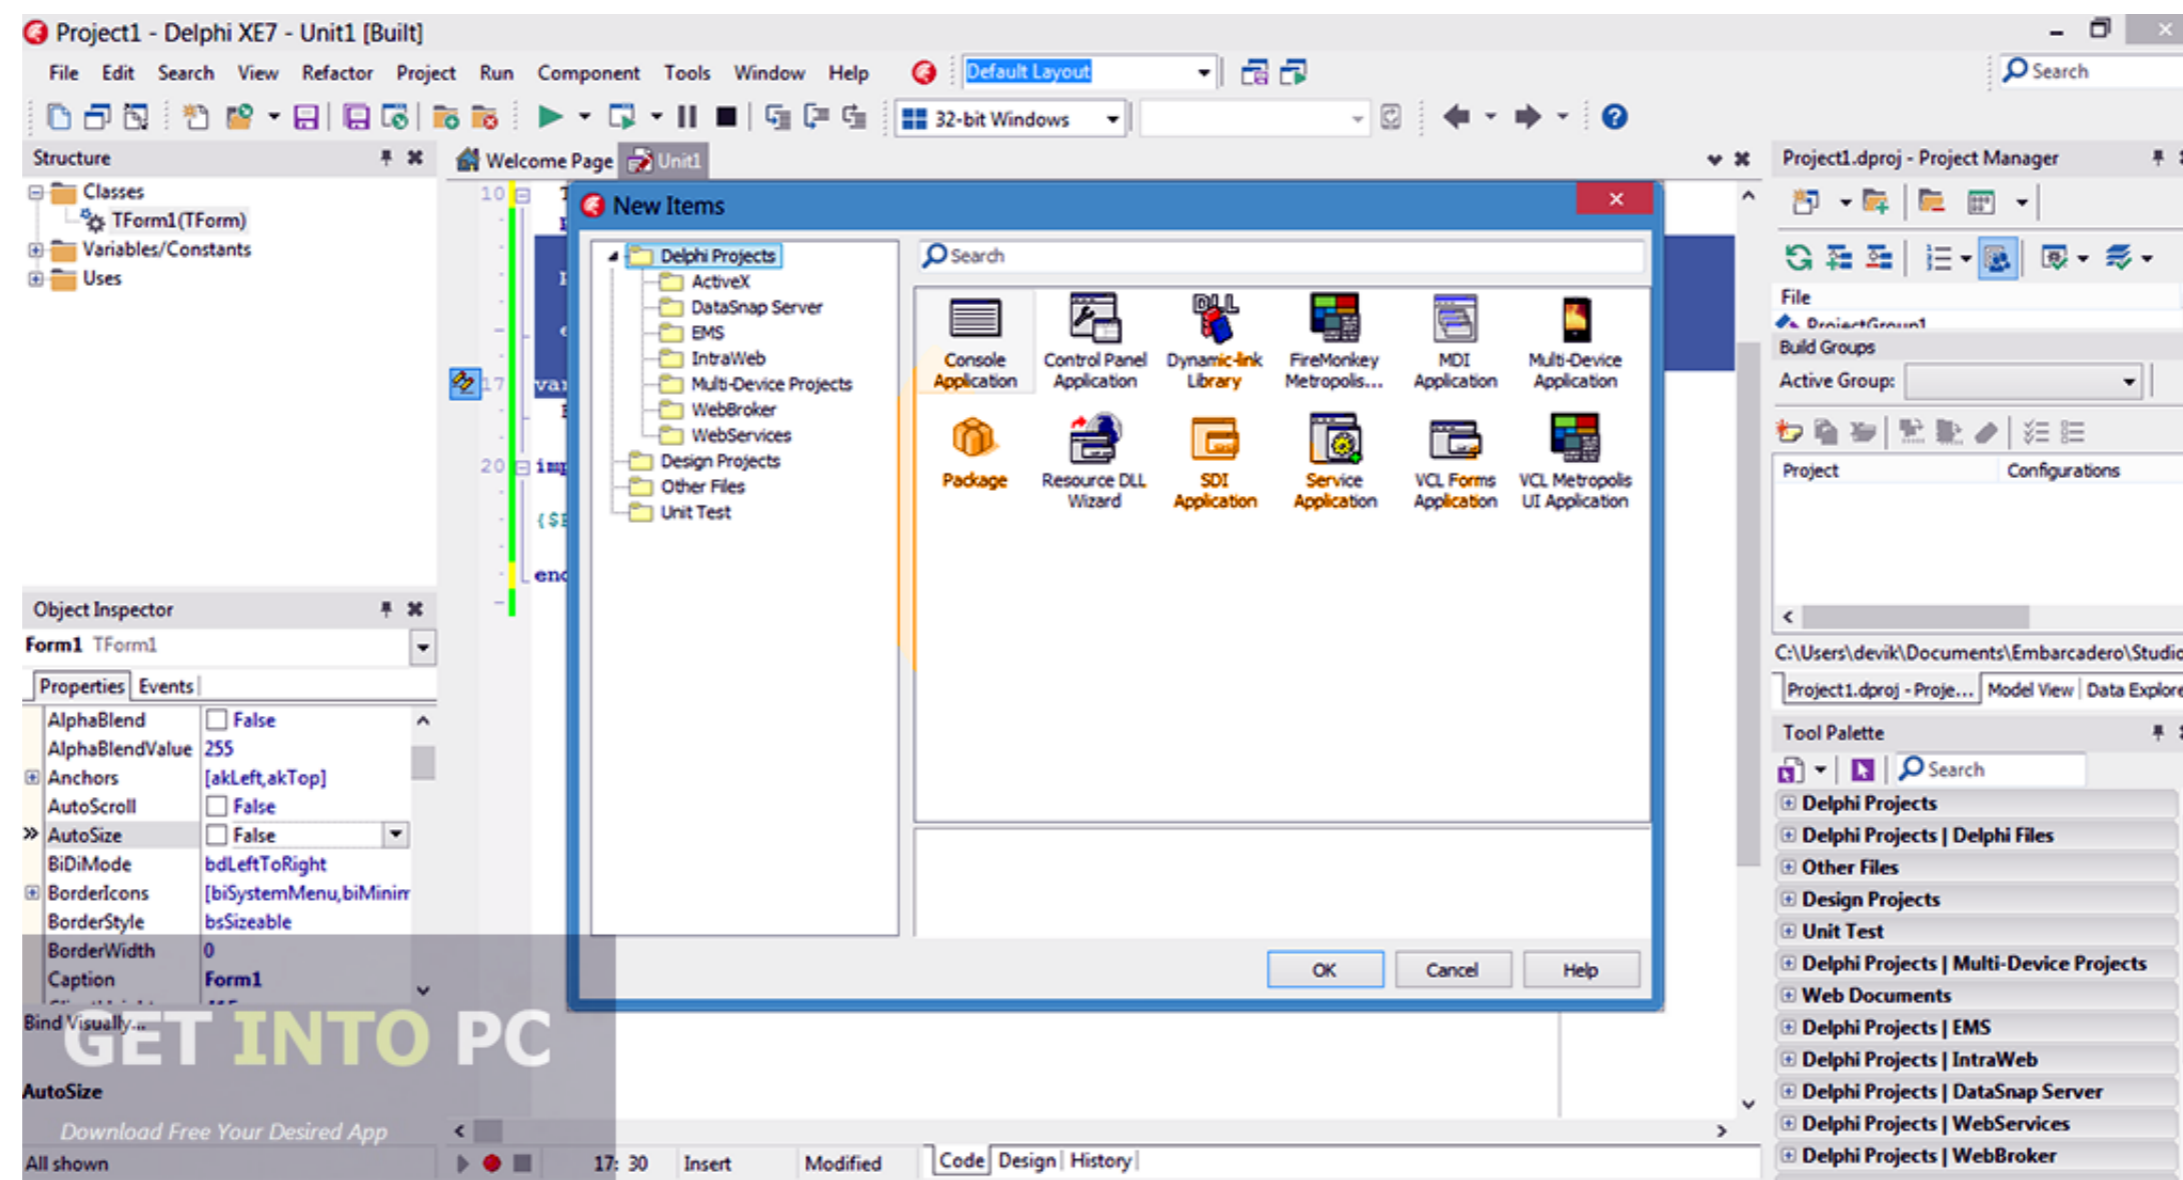 Project1 - Delphi XE7 - Unit1 [Built]
File Edit Search View Refactor Project Run Component Tools Window Help
Default Layout
Search
32-bit Windows
Structure
Classes
TForm1(TForm)
Variables/Constants
Uses
Object Inspector
Form1 TForm1
Properties Events
AlphaBlend False
AlphaBlendValue 255
Anchors [akLeft,akTop]
AutoScroll False
AutoSize False
BiDiMode bdLeftToRight
BorderIcons [biSystemMenu,biMinim
BorderStyle bsSizeable
BorderWidth 0
Caption Form1
Bind Visually...
GET INTO PC
AutoSize
Download Free Your Desired App
All shown
Welcome Page Unit1
10
17 var
20 imp
{$R
end
New Items
Delphi Projects
ActiveX
DataSnap Server
EMS
IntraWeb
Multi-Device Projects
WebBroker
WebServices
Design Projects
Other Files
Unit Test
Search
Console Application
Control Panel Application
Dynamic-link Library
FireMonkey Metropolis...
MDI Application
Multi-Device Application
Package
Resource DLL Wizard
SDI Application
Service Application
VCL Forms Application
VCL Metropolis UI Application
OK Cancel Help
17: 30 Insert Modified
Code Design History
Project1.dproj - Project Manager
File
ProjectGroup1
Build Groups
Active Group:
Project Configurations
C:\Users\devik\Documents\Embarcadero\Studio
Project1.dproj - Proje... Model View Data Explore
Tool Palette
Search
Delphi Projects
Delphi Projects | Delphi Files
Other Files
Design Projects
Unit Test
Delphi Projects | Multi-Device Projects
Web Documents
Delphi Projects | EMS
Delphi Projects | IntraWeb
Delphi Projects | DataSnap Server
Delphi Projects | WebServices
Delphi Projects | WebBroker